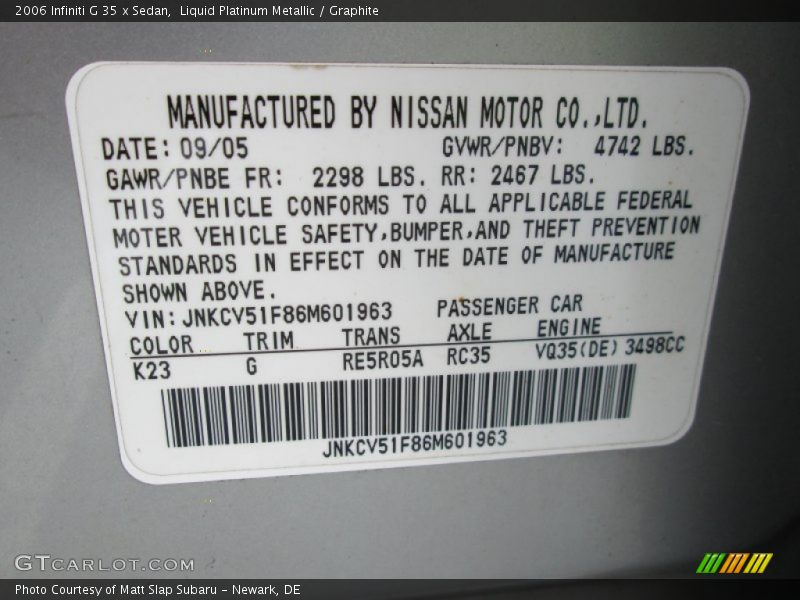 2006 Infiniti G 35 x Sedan,  Liquid Platinum Metallic / Graphite
MANUFACTURED BY NISSAN MOTOR CO.,LTD.
DATE: 09/05 GVWR/PNBV: 4742 LBS.
GAWR/PNBE FR: 2298 LBS. RR: 2467 LBS.
THIS VEHICLE CONFORMS TO ALL APPLICABLE FEDERAL
MOTER VEHICLE SAFETY,BUMPER,AND THEFT PREVENTION
STANDARDS IN EFFECT ON THE DATE OF MANUFACTURE
SHOWN ABOVE.
VIN: JNKCV51F86M601963 PASSENGER CAR
COLOR TRIM TRANS AXLE ENGINE
K23 G RE5R05A RC35 VQ35(DE) 3498CC
JNKCV51F86M601963
GTCARLOT.COM
Photo Courtesy of Matt Slap Subaru - Newark, DE